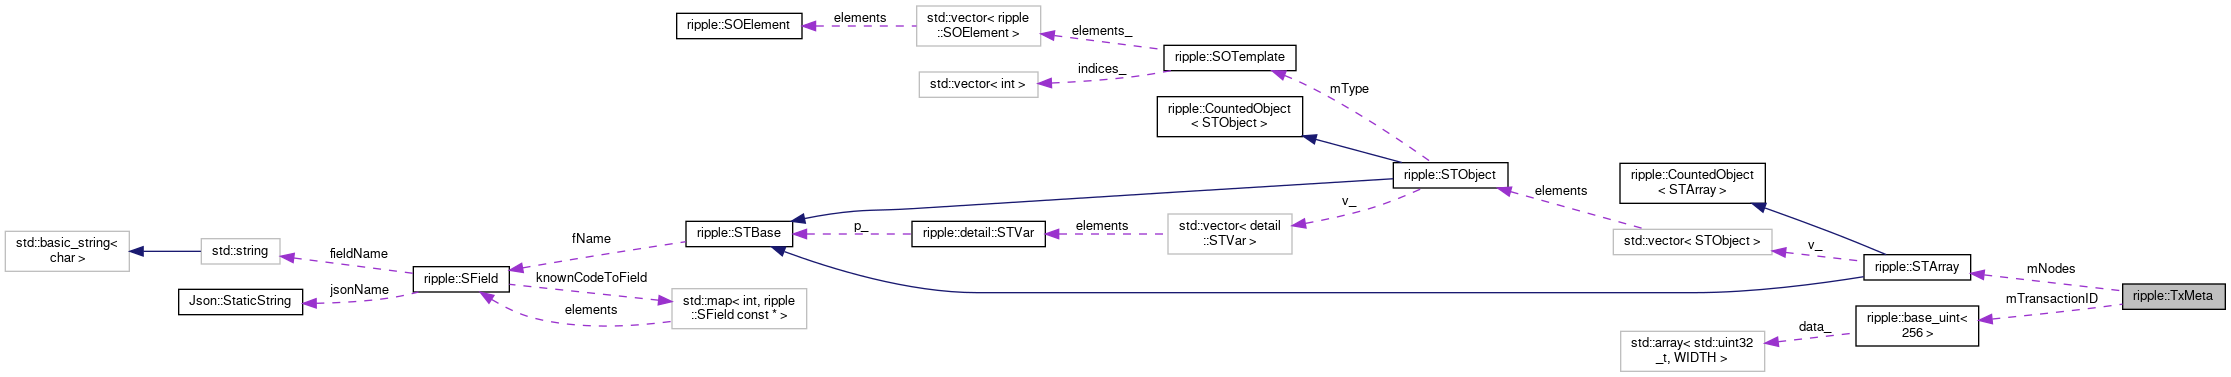 ripple::SOElement
elements
std::vector< ripple
::SOElement >
elements_
ripple::SOTemplate
indices_
std::vector< int >
mType
ripple::CountedObject
< STObject >
ripple::STObject
ripple::CountedObject
< STArray >
elements
v_
std::vector< STObject >
v_
ripple::STArray
mNodes
ripple::TxMeta
mTransactionID
ripple::base_uint<
256 >
data_
std::array< std::uint32
_t, WIDTH >
std::vector< detail
::STVar >
elements
ripple::detail::STVar
p_
ripple::STBase
fName
std::basic_string<
char >
std::string
fieldName
ripple::SField
knownCodeToField
jsonName
Json::StaticString
elements
std::map< int, ripple
::SField const * >